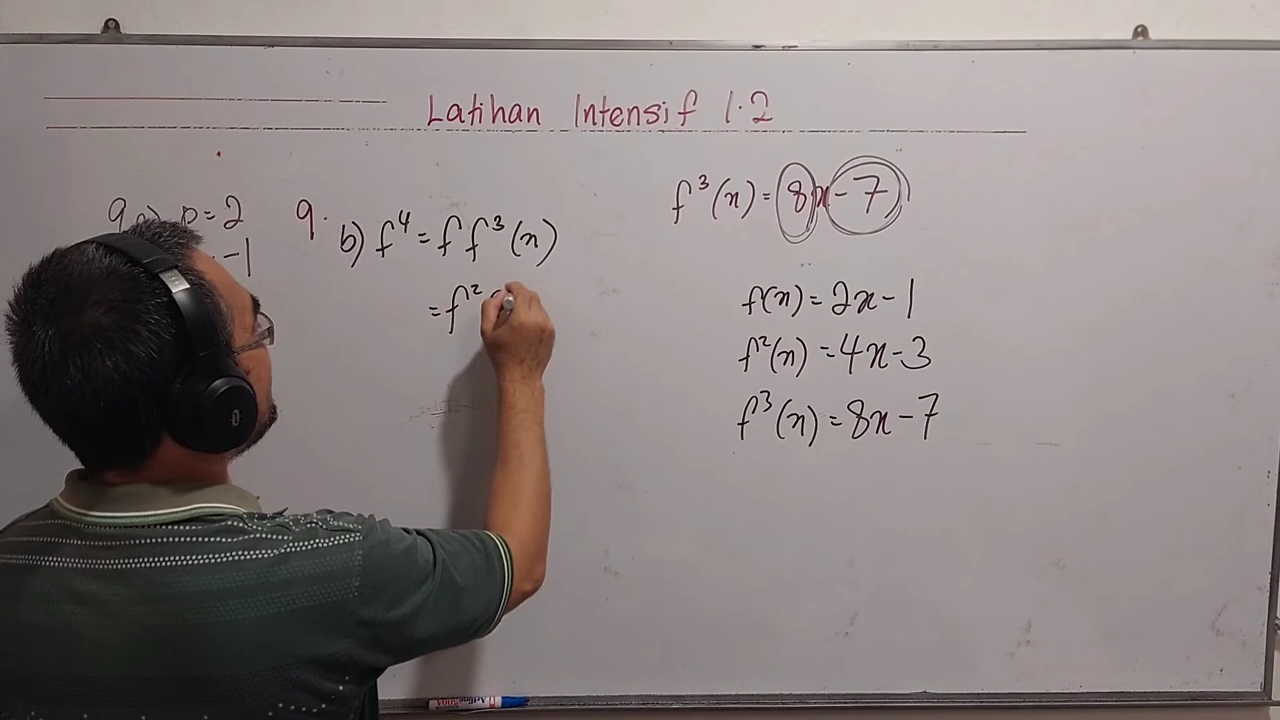 Latihan Intensif 1.2
9 a) p = 2
-1
9.
b) f⁴ = f f³(x)
= f²
f³(x) = 8x - 7
f(x) = 2x - 1
f²(x) = 4x - 3
f³(x) = 8x - 7